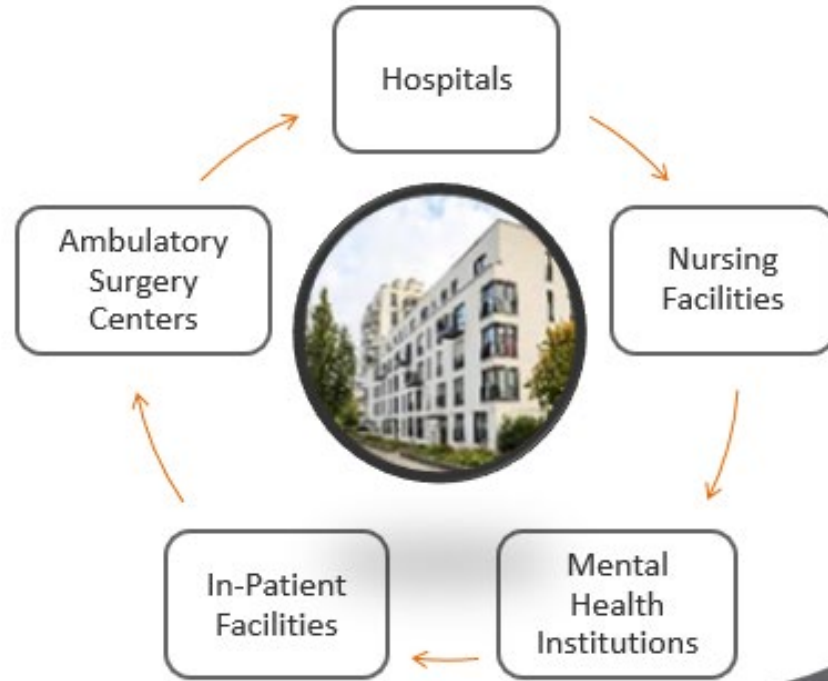 Hospitals
Nursing
Facilities
Mental
Health
Institutions
In-Patient
Facilities
Ambulatory
Surgery
Centers